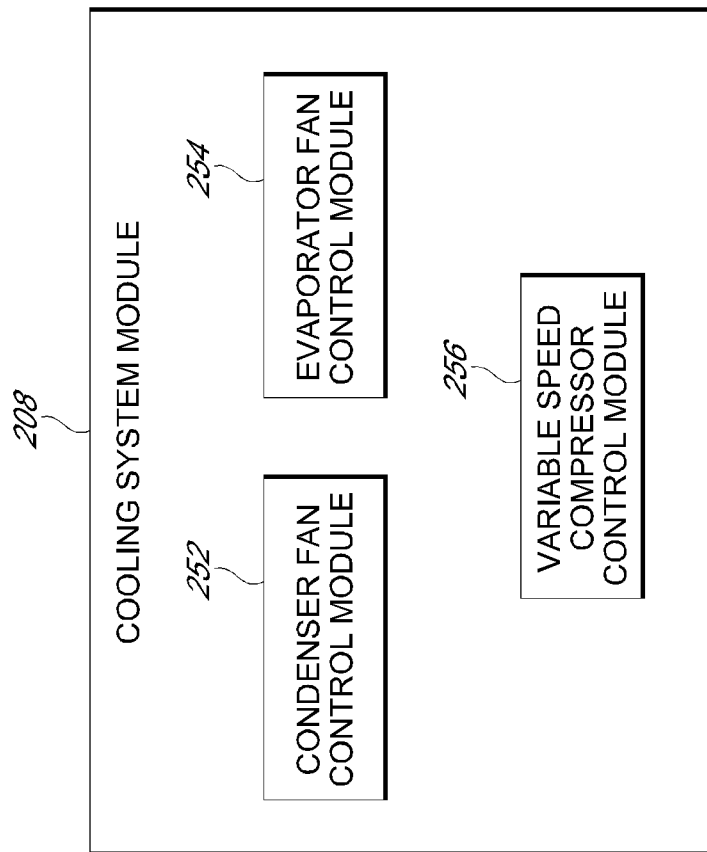 208
COOLING SYSTEM MODULE
252
CONDENSER FAN
CONTROL MODULE
254
EVAPORATOR FAN
CONTROL MODULE
256
VARIABLE SPEED
COMPRESSOR
CONTROL MODULE